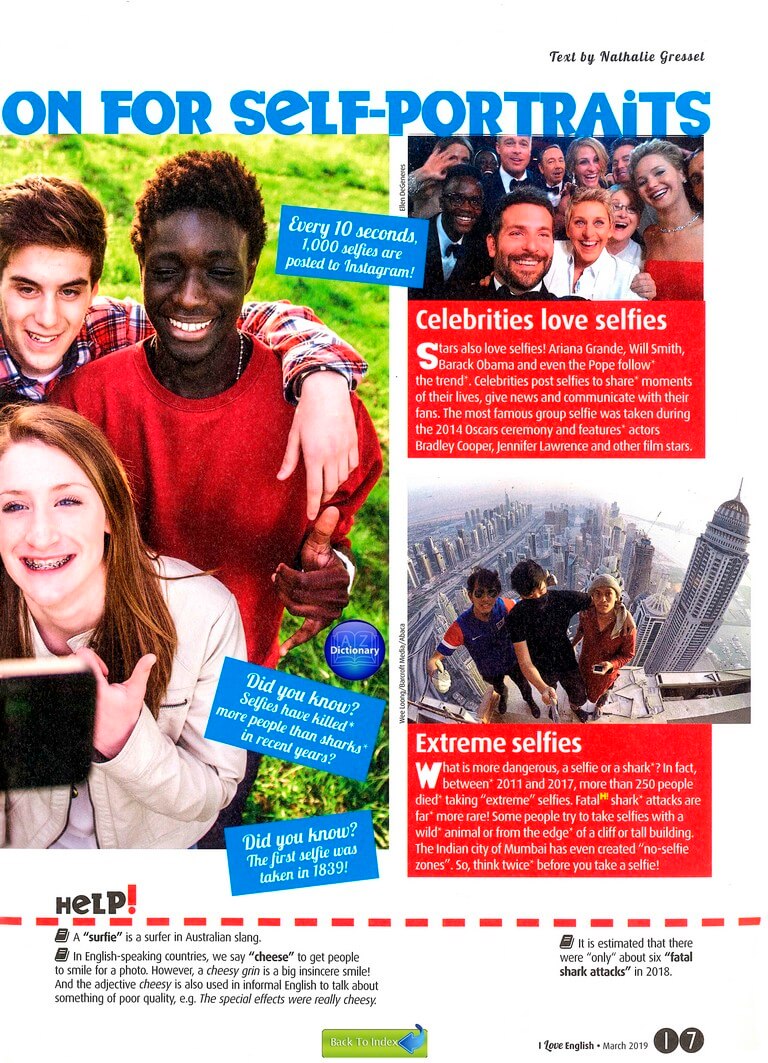 Text by Nathalie Gresset
ON FOR SELF-PORTRAITS
Ellen DeGeneres
Every 10 seconds,
1,000 selfies are
posted to Instagram!
Celebrities love selfies
Stars also love selfies! Ariana Grande, Will Smith,
Barack Obama and even the Pope follow*
the trend*. Celebrities post selfies to share* moments
of their lives, give news and communicate with their
fans. The most famous group selfie was taken during
the 2014 Oscars ceremony and features* actors
Bradley Cooper, Jennifer Lawrence and other film stars.
Wee Loong/Barcroft Media/Abaca
A Z
Dictionary
Did you know?
Selfies have killed*
more people than sharks*
in recent years?
Extreme selfies
What is more dangerous, a selfie or a shark*? In fact,
between* 2011 and 2017, more than 250 people
died* taking "extreme" selfies. Fatal H! shark* attacks are
far* more rare! Some people try to take selfies with a
wild* animal or from the edge* of a cliff or tall building.
The Indian city of Mumbai has even created "no-selfie
zones". So, think twice* before you take a selfie!
Did you know?
The first selfie was
taken in 1839!
HELP!
A "surfie" is a surfer in Australian slang.
In English-speaking countries, we say "cheese" to get people
to smile for a photo. However, a cheesy grin is a big insincere smile!
And the adjective cheesy is also used in informal English to talk about
something of poor quality, e.g. The special effects were really cheesy.
It is estimated that there
were "only" about six "fatal
shark attacks" in 2018.
Back To Index
I Love English • March 2019 17